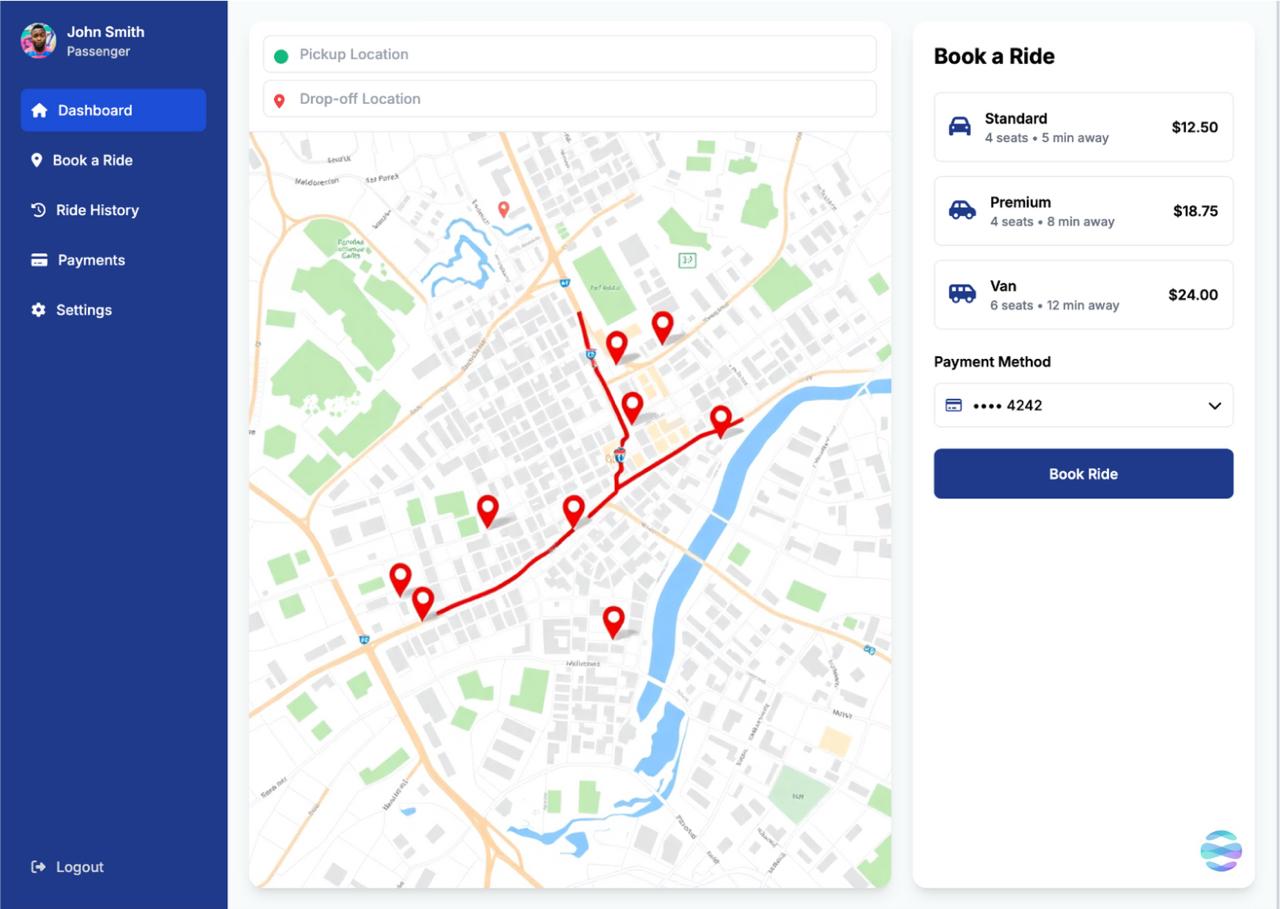 John Smith
Passenger
Dashboard
Book a Ride
Ride History
Payments
Settings
Logout
Pickup Location
Drop-off Location
Book a Ride
Standard
4 seats • 5 min away
$12.50
Premium
4 seats • 8 min away
$18.75
Van
6 seats • 12 min away
$24.00
Payment Method
•••• 4242
Book Ride